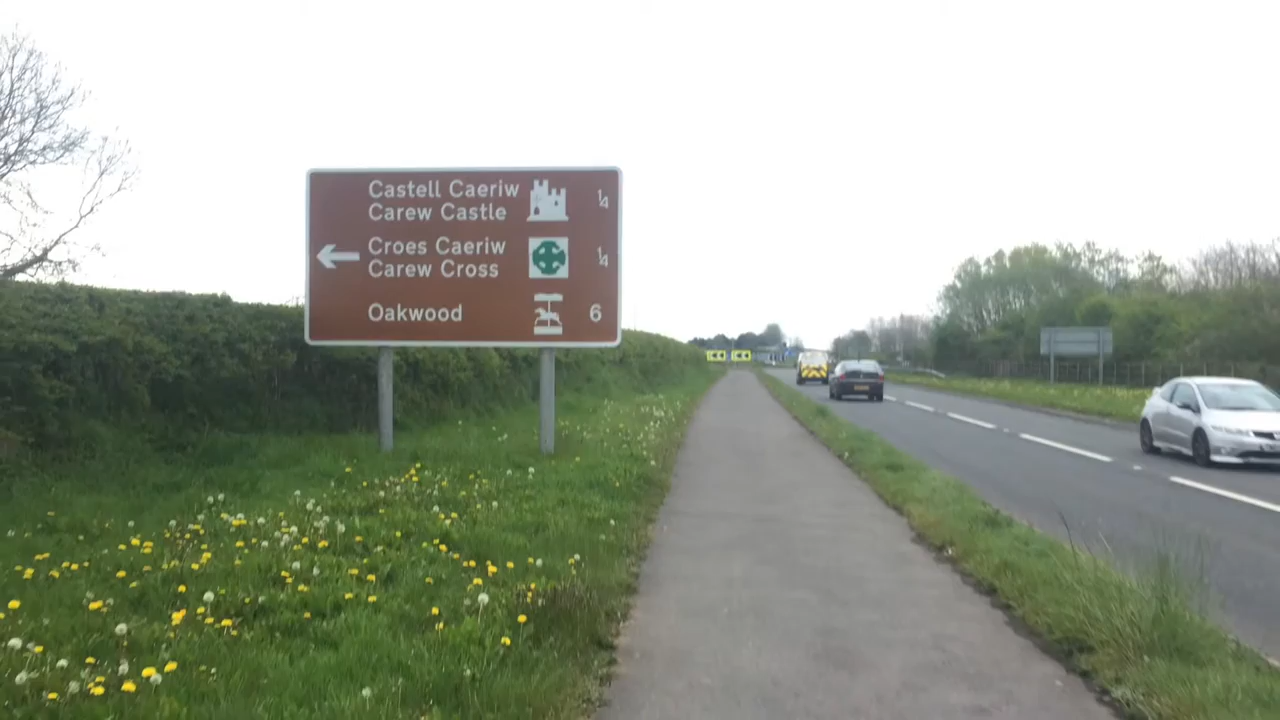 Castell Caeriw ¼
Carew Castle
Croes Caeriw ¼
Carew Cross
Oakwood 6